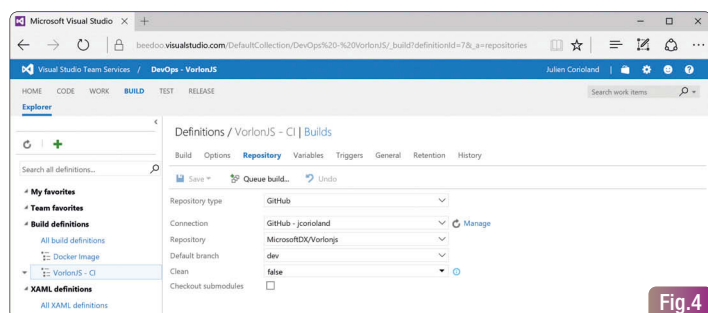 Microsoft Visual Studio
beedoo.visualstudio.com/DefaultCollection/DevOps%20-%20VorlonJS/_build?definitionId=7&_a=repositories
Visual Studio Team Services / DevOps - VorlonJS
Julien Corioland
HOME CODE WORK BUILD TEST RELEASE
Search work items
Explorer
Definitions / VorlonJS - CI | Builds
Build Options Repository Variables Triggers General Retention History
Search all definitions...
Save Queue build... Undo
My favorites
Team favorites
Build definitions
All build definitions
Docker Image
VorlonJS - CI
XAML definitions
All XAML definitions
Repository type GitHub
Connection GitHub - jcorioland Manage
Repository MicrosoftDX/Vorlonjs
Default branch dev
Clean false
Checkout submodules
Fig.4